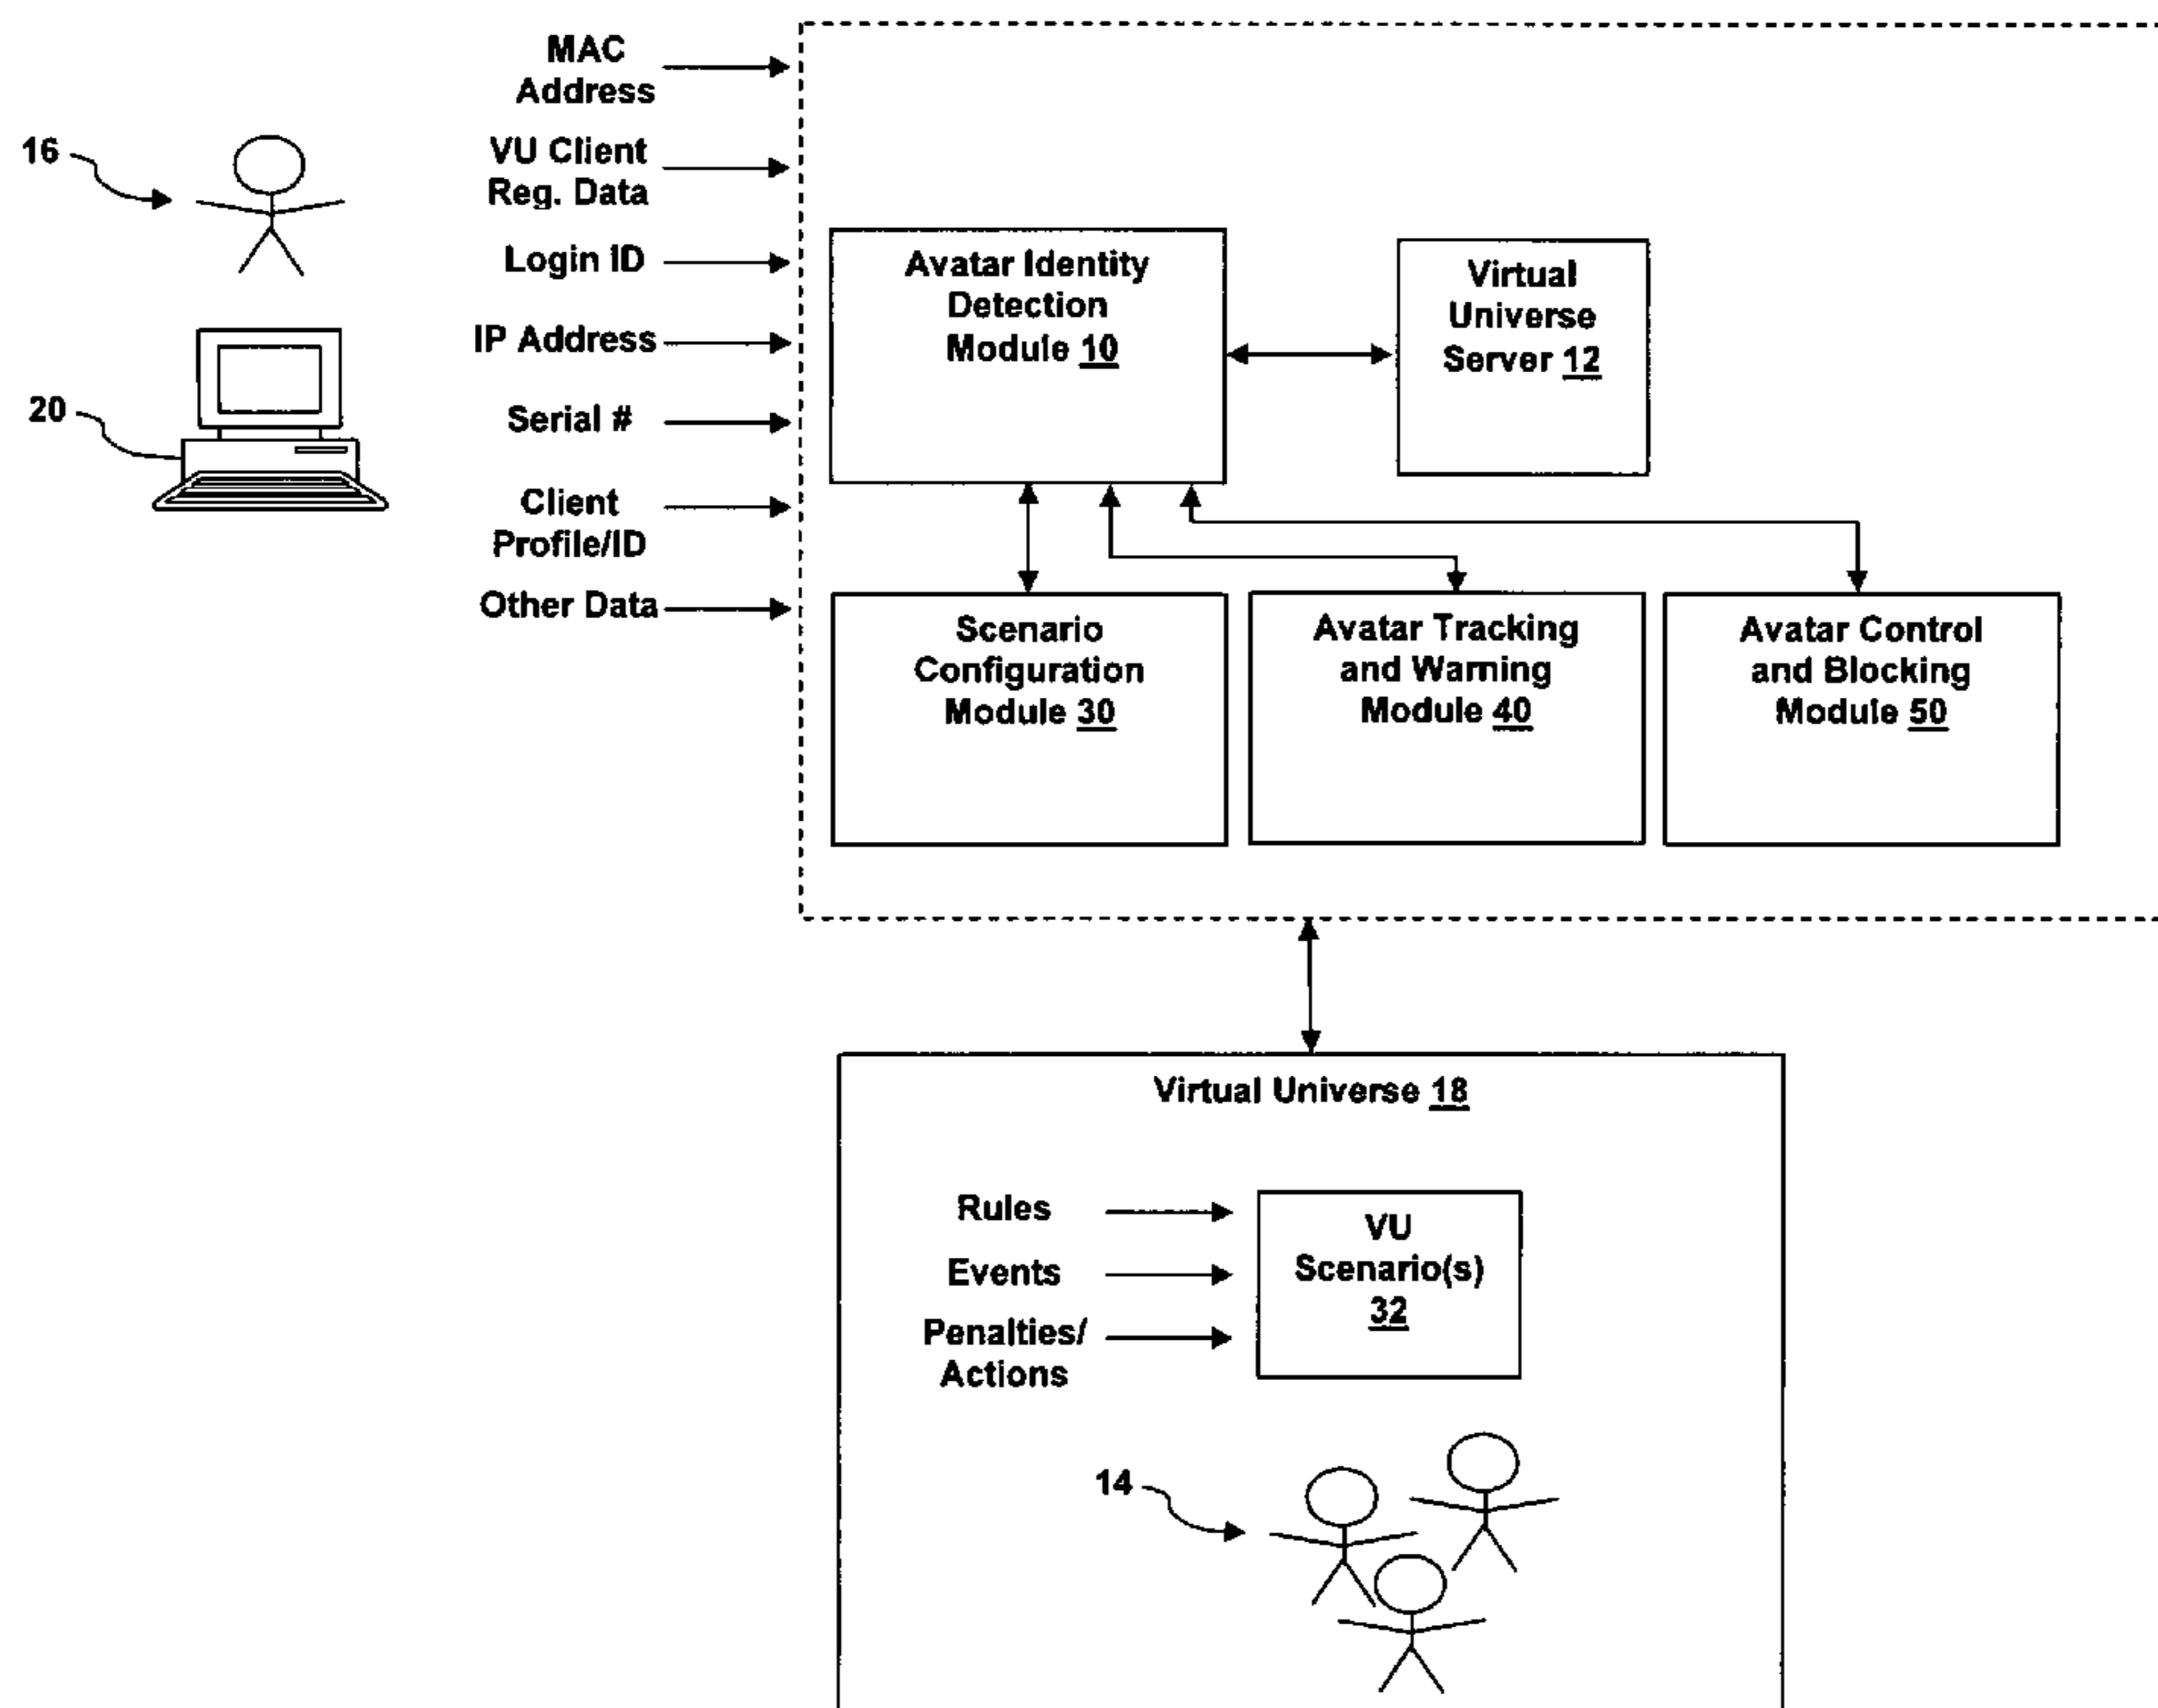 MAC
Address
16
VU Client
Reg. Data
Login ID
IP Address
20
Serial #
Client
Profile/ID
Other Data
Avatar Identity
Detection
Module 10
Virtual
Universe
Server 12
Scenario
Configuration
Module 30
Avatar Tracking
and Warning
Module 40
Avatar Control
and Blocking
Module 50
Virtual Universe 18
Rules
Events
Penalties/
Actions
VU
Scenario(s)
32
14